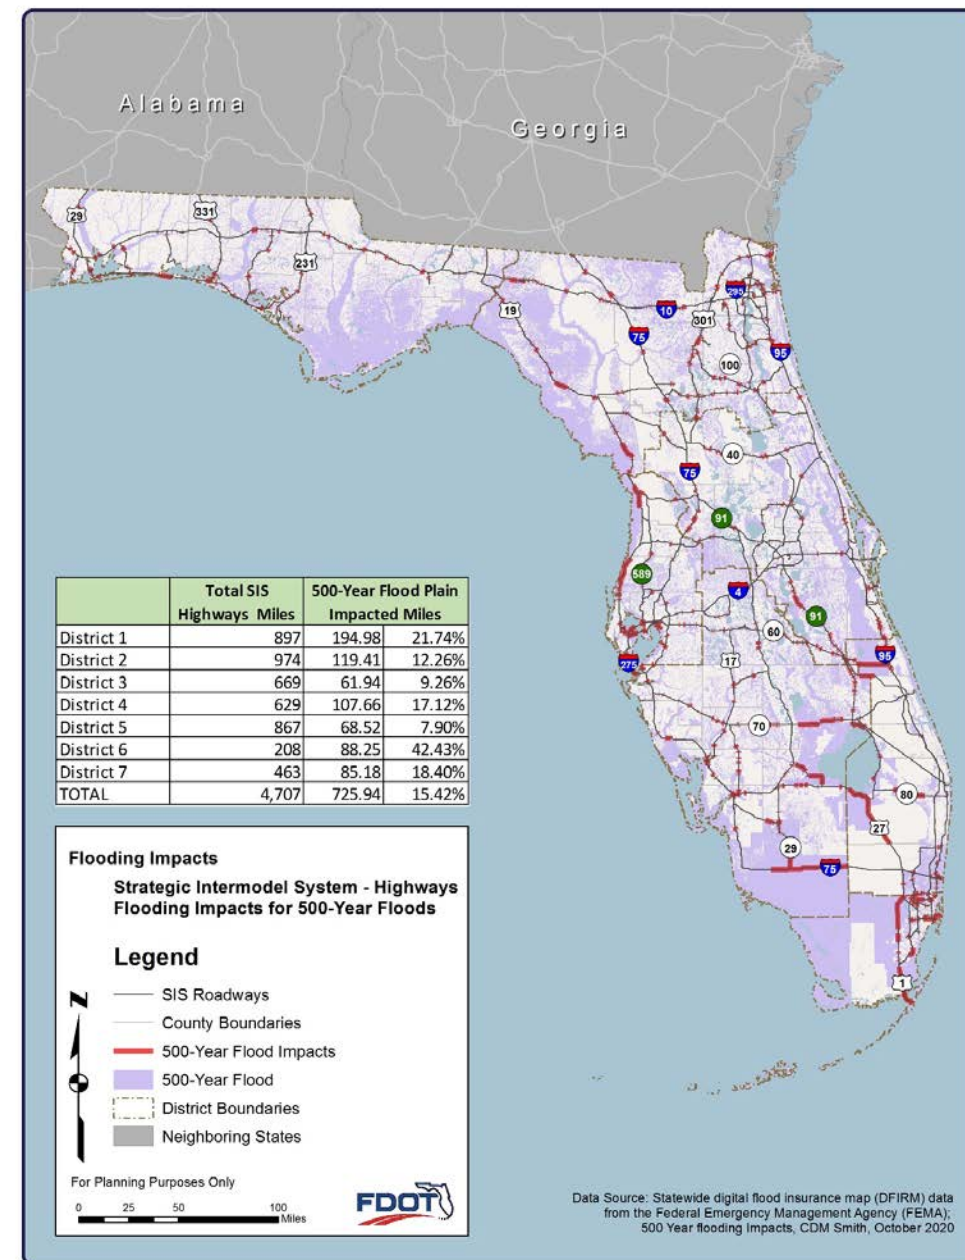 Alabama
Georgia
29
331
231
19
10
295
301
75
95
100
40
75
91
589
4
91
60
17
275
95
70
80
27
29
75
1
Total SIS Highways Miles 500-Year Flood Plain Impacted Miles
District 1 897 194.98 21.74%
District 2 974 119.41 12.26%
District 3 669 61.94 9.26%
District 4 629 107.66 17.12%
District 5 867 68.52 7.90%
District 6 208 88.25 42.43%
District 7 463 85.18 18.40%
TOTAL 4,707 725.94 15.42%
Flooding Impacts
Strategic Intermodel System - Highways
Flooding Impacts for 500-Year Floods
Legend
SIS Roadways
County Boundaries
500-Year Flood Impacts
500-Year Flood
District Boundaries
Neighboring States
N
For Planning Purposes Only
0 25 50 100
Miles
FDOT
Data Source: Statewide digital flood insurance map (DFIRM) data
from the Federal Emergency Management Agency (FEMA);
500 Year flooding Impacts, CDM Smith, October 2020